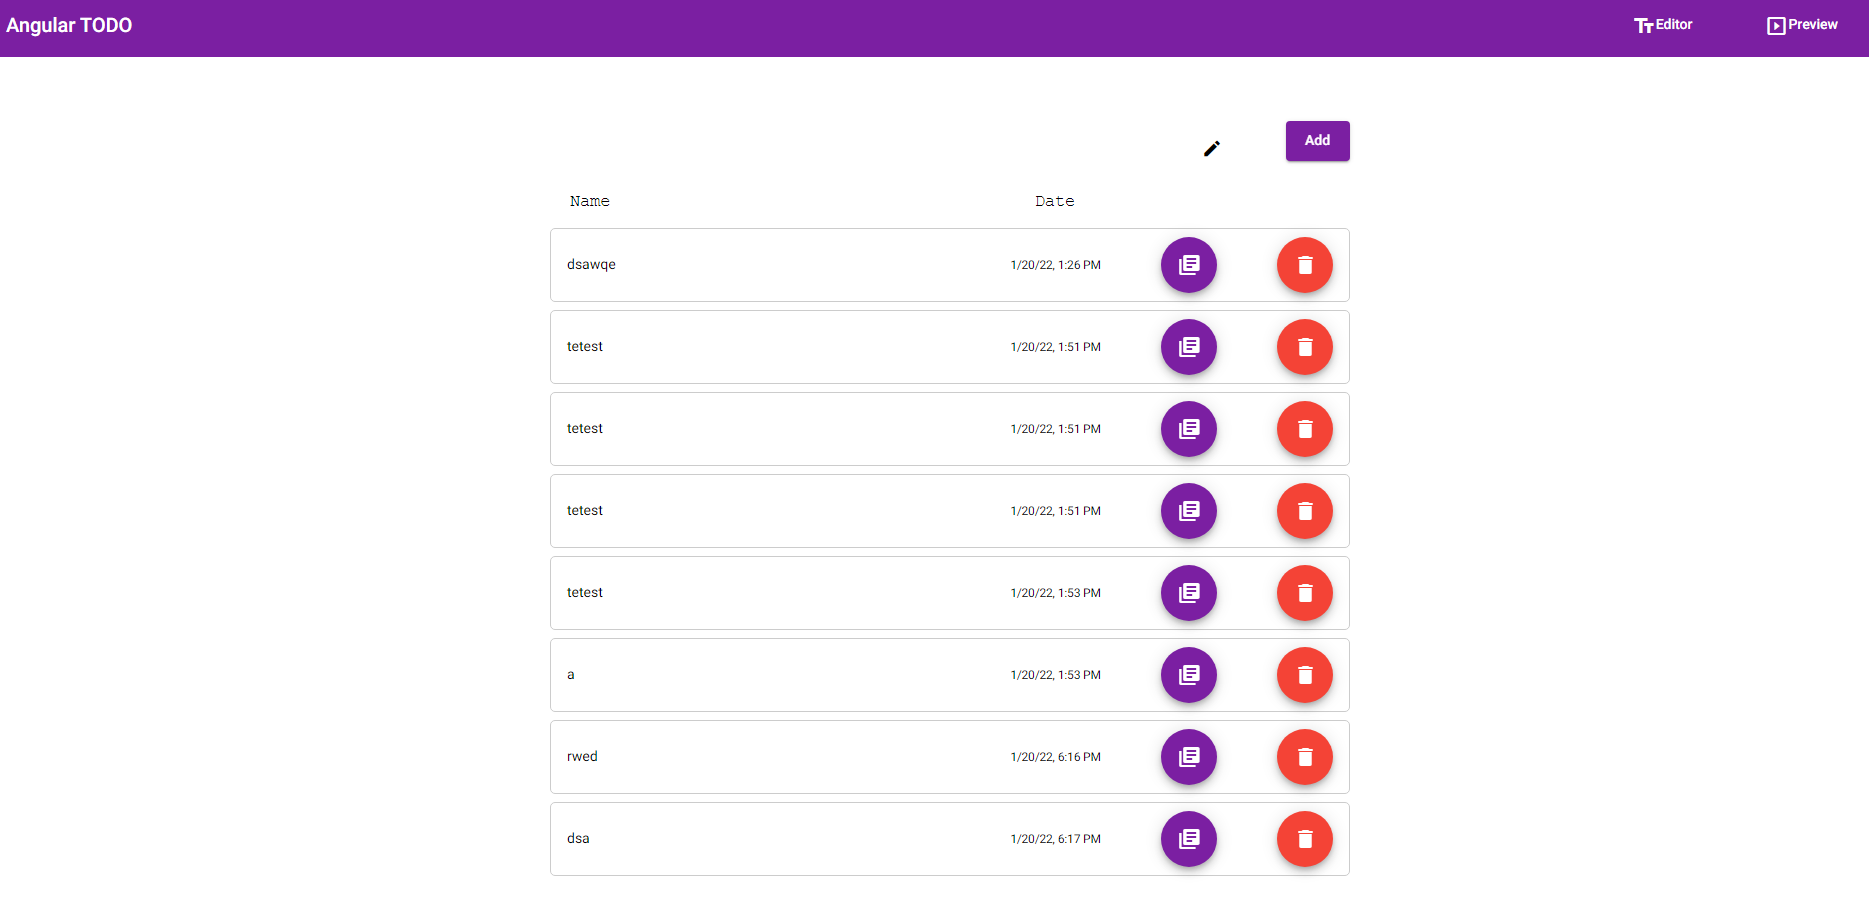 Angular TODO Editor Preview
Add
Name Date
dsawqe 1/20/22, 1:26 PM
tetest 1/20/22, 1:51 PM
tetest 1/20/22, 1:51 PM
tetest 1/20/22, 1:51 PM
tetest 1/20/22, 1:53 PM
a 1/20/22, 1:53 PM
rwed 1/20/22, 6:16 PM
dsa 1/20/22, 6:17 PM